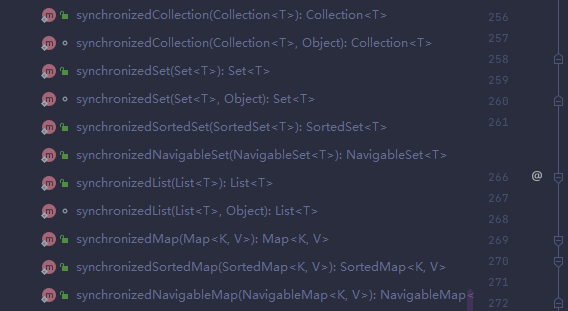 synchronizedCollection(Collection<T>): Collection<T>
synchronizedCollection(Collection<T>, Object): Collection<T>
synchronizedSet(Set<T>): Set<T>
synchronizedSet(Set<T>, Object): Set<T>
synchronizedSortedSet(SortedSet<T>): SortedSet<T>
synchronizedNavigableSet(NavigableSet<T>): NavigableSet<T>
synchronizedList(List<T>): List<T>
synchronizedList(List<T>, Object): List<T>
synchronizedMap(Map<K, V>): Map<K, V>
synchronizedSortedMap(SortedMap<K, V>): SortedMap<K, V>
synchronizedNavigableMap(NavigableMap<K, V>): NavigableMap<
256
257
258
259
260
261
266 @
267
268
269
270
271
272